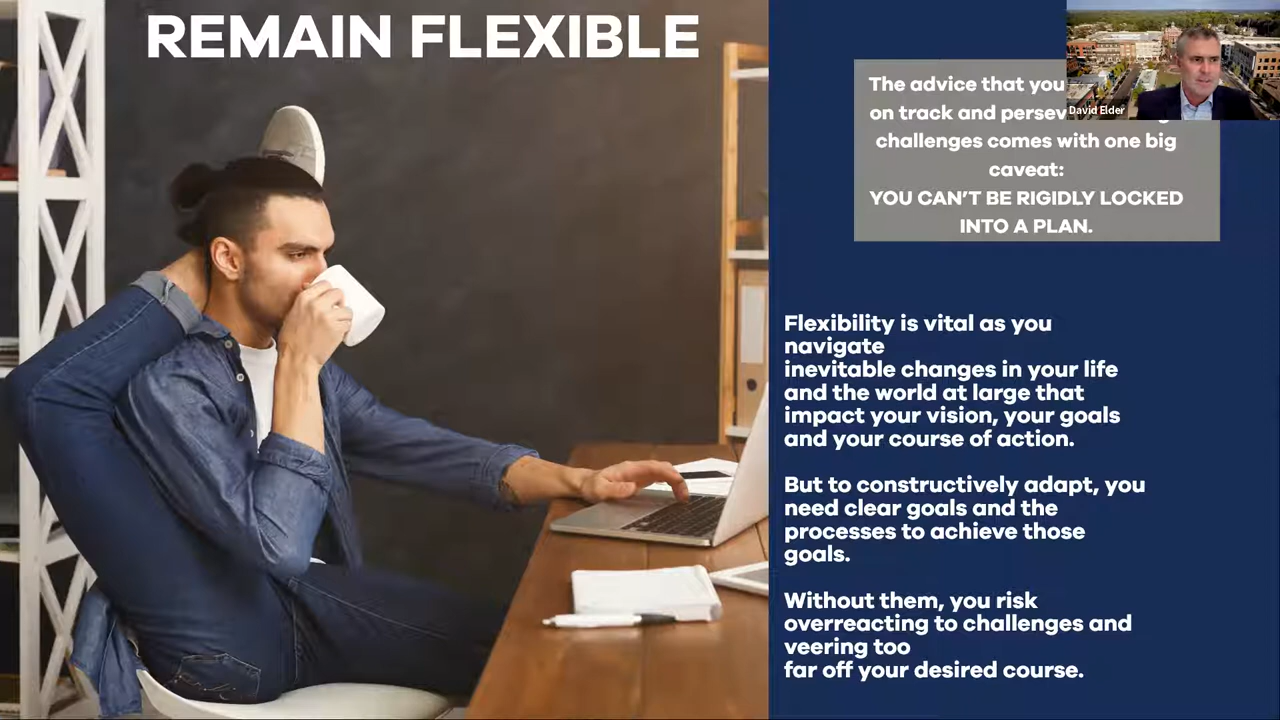 REMAIN FLEXIBLE
The advice that you
on track and
challenges comes with one big
caveat:
YOU CAN'T BE RIGIDLY LOCKED
INTO A PLAN.
David Elder
Flexibility is vital as you
navigate
inevitable changes in your life
and the world at large that
impact your vision, your goals
and your course of action.
But to constructively adapt, you
need clear goals and the
processes to achieve those
goals.
Without them, you risk
overreacting to challenges and
veering too
far off your desired course.